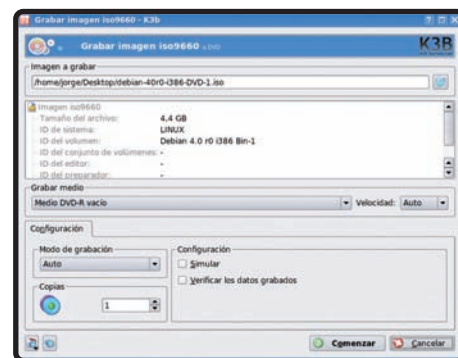 Grabar imagen iso9660 - K3b
Grabar imagen iso9660 a DVD
K3B
Imagen a grabar
/home/jorge/Desktop/debian-40r0-i386-DVD-1.iso
Imagen iso9660
Tamaño del archivo: 4,4 GB
ID de sistema: LINUX
ID del volumen: Debian 4.0 r0 i386 Bin-1
ID del conjunto de volúmenes: -
ID del editor: -
ID del preparador: -
Grabar medio
Medio DVD-R vacío
Velocidad: Auto
Configuración
Modo de grabación
Auto
Configuración
Simular
Verificar los datos grabados
Copias
1
Comenzar
Cancelar